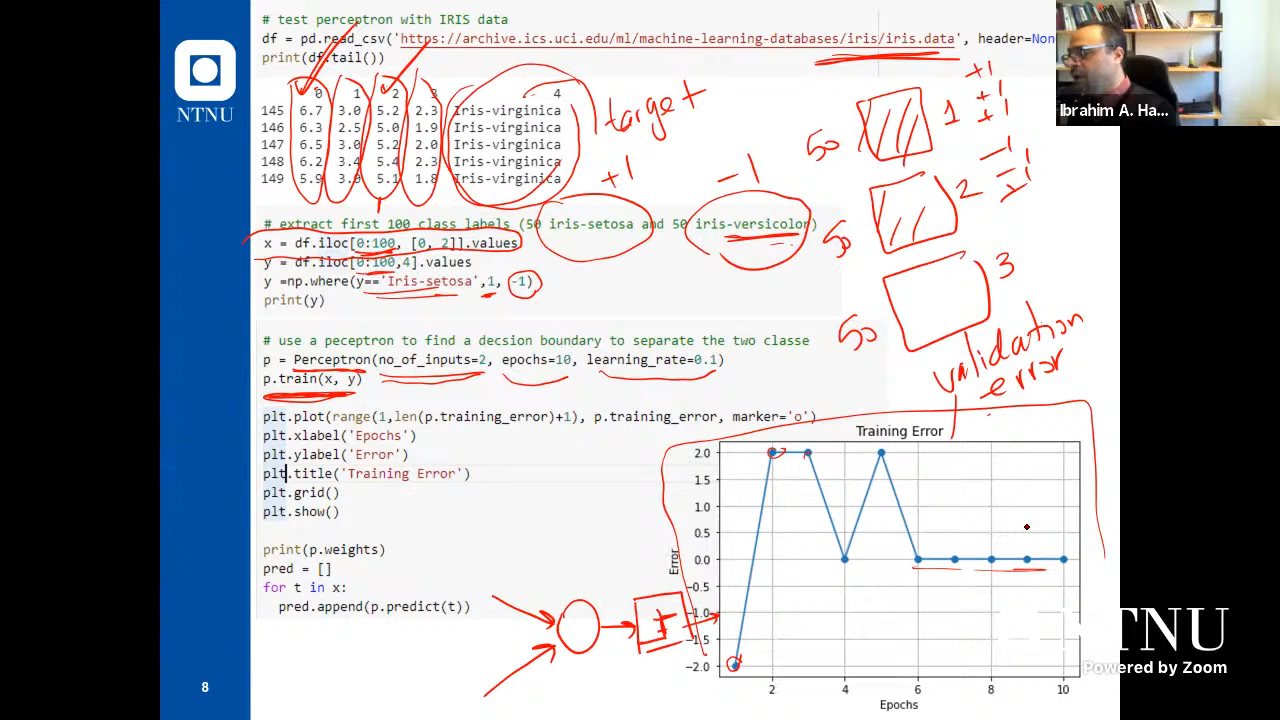 NTNU
# test perceptron with IRIS data
df = pd.read_csv('https://archive.ics.uci.edu/ml/machine-learning-databases/iris/iris.data', header=Non
print(df.tail())
0 1 2 3 4
145 6.7 3.0 5.2 2.3 Iris-virginica
146 6.3 2.5 5.0 1.9 Iris-virginica
147 6.5 3.0 5.2 2.0 Iris-virginica
148 6.2 3.4 5.4 2.3 Iris-virginica
149 5.9 3.0 5.1 1.8 Iris-virginica
target
+1
-1
50
1
+1
+1
+1
50
2
-1
-1
-1
50
3
# extract first 100 class labels (50 iris-setosa and 50 iris-versicolor)
x = df.iloc[0:100, [0, 2]].values
y = df.iloc[0:100,4].values
y =np.where(y=='Iris-setosa',1, -1)
print(y)
# use a peceptron to find a decsion boundary to separate the two classe
p = Perceptron(no_of_inputs=2, epochs=10, learning_rate=0.1)
p.train(x, y)
plt.plot(range(1,len(p.training_error)+1), p.training_error, marker='o')
plt.xlabel('Epochs')
plt.ylabel('Error')
plt.title('Training Error')
plt.grid()
plt.show()
print(p.weights)
pred = []
for t in x:
pred.append(p.predict(t))
±
validation
error
Training Error
2.0
1.5
1.0
0.5
0.0
-0.5
-1.0
-1.5
-2.0
Error
2 4 6 8 10
Epochs
Ibrahim A. Ha...
NTNU
Powered by Zoom
8